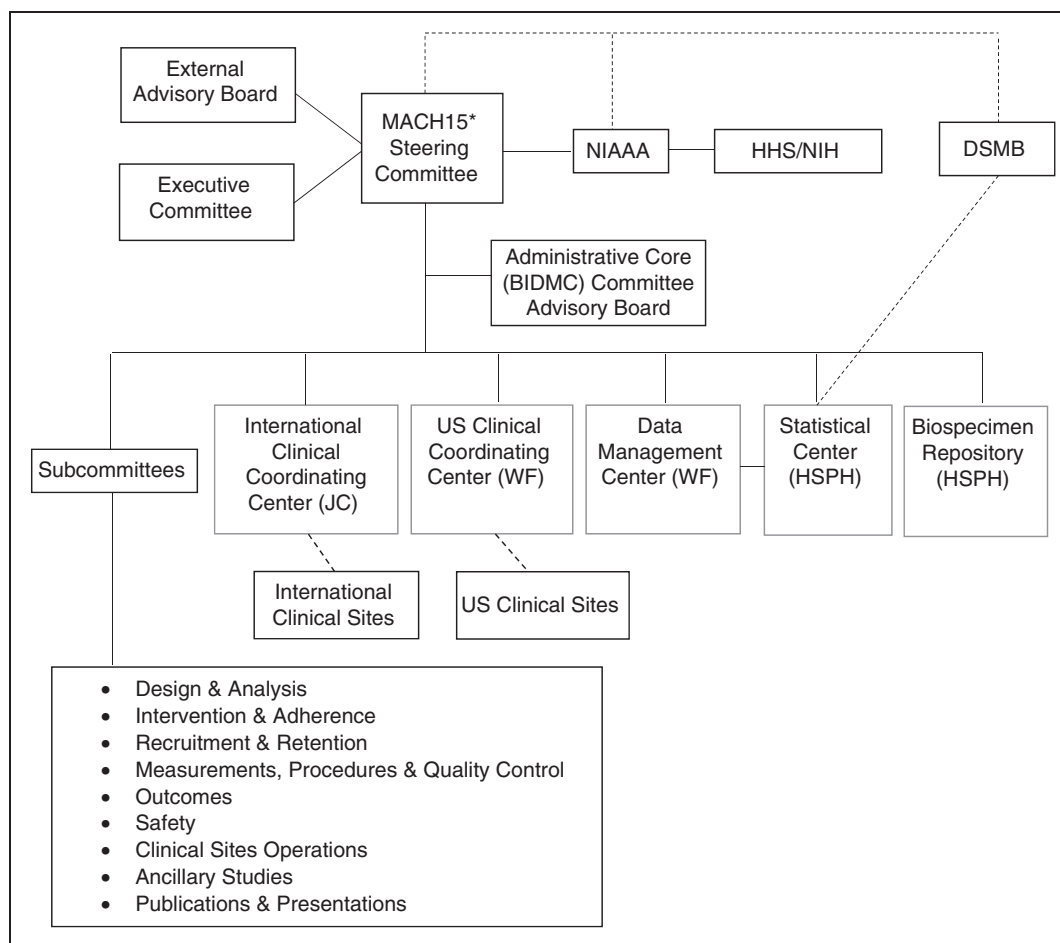 External
Advisory Board
MACH15*
Steering
Committee
NIAAA
HHS/NIH
DSMB
Executive
Committee
Administrative Core
(BIDMC) Committee
Advisory Board
Subcommittees
International
Clinical
Coordinating
Center (JC)
US Clinical
Coordinating
Center (WF)
Data
Management
Center (WF)
Statistical
Center
(HSPH)
Biospecimen
Repository
(HSPH)
International
Clinical Sites
US Clinical Sites
• Design & Analysis
• Intervention & Adherence
• Recruitment & Retention
• Measurements, Procedures & Quality Control
• Outcomes
• Safety
• Clinical Sites Operations
• Ancillary Studies
• Publications & Presentations